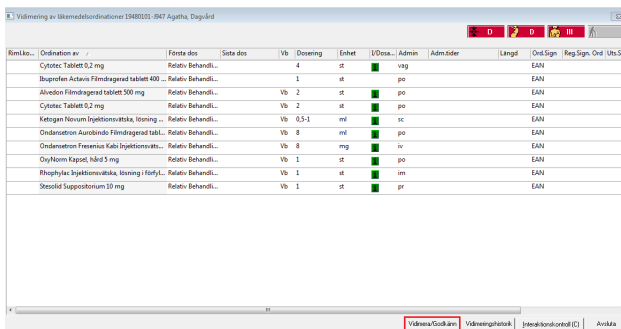 Vidimering av läkemedelsordinationer 19480101-J947 Agatha, Dagvård
D D III
Riml.ko... Ordination av Första dos Sista dos Vb Dosering Enhet I/Dosa... Admin Adm.tider Längd Ord.Sign Reg.Sign. Ord Uts.S
Cytotec Tablett 0,2 mg Relativ Behandli... 4 st vag EAN
Ibuprofen Actavis Filmdragerad tablett 400 ... Relativ Behandli... 1 st po EAN
Alvedon Filmdragerad tablett 500 mg Relativ Behandli... Vb 2 st po EAN
Cytotec Tablett 0,2 mg Relativ Behandli... Vb 2 st po EAN
Ketogan Novum Injektionsvätska, lösning ... Relativ Behandli... Vb 0,5-1 ml sc EAN
Ondansetron Aurobindo Filmdragerad tabl... Relativ Behandli... Vb 8 ml po EAN
Ondansetron Fresenius Kabi Injektionsväts... Relativ Behandli... Vb 8 mg iv EAN
OxyNorm Kapsel, hård 5 mg Relativ Behandli... Vb 1 st po EAN
Rhophylac Injektionsvätska, lösning i förfyl... Relativ Behandli... Vb 1 st im EAN
Stesolid Suppositorium 10 mg Relativ Behandli... Vb 1 st pr EAN
Vidimera/Godkänn Vidimeringshistorik Interaktionskontroll (C) Avsluta